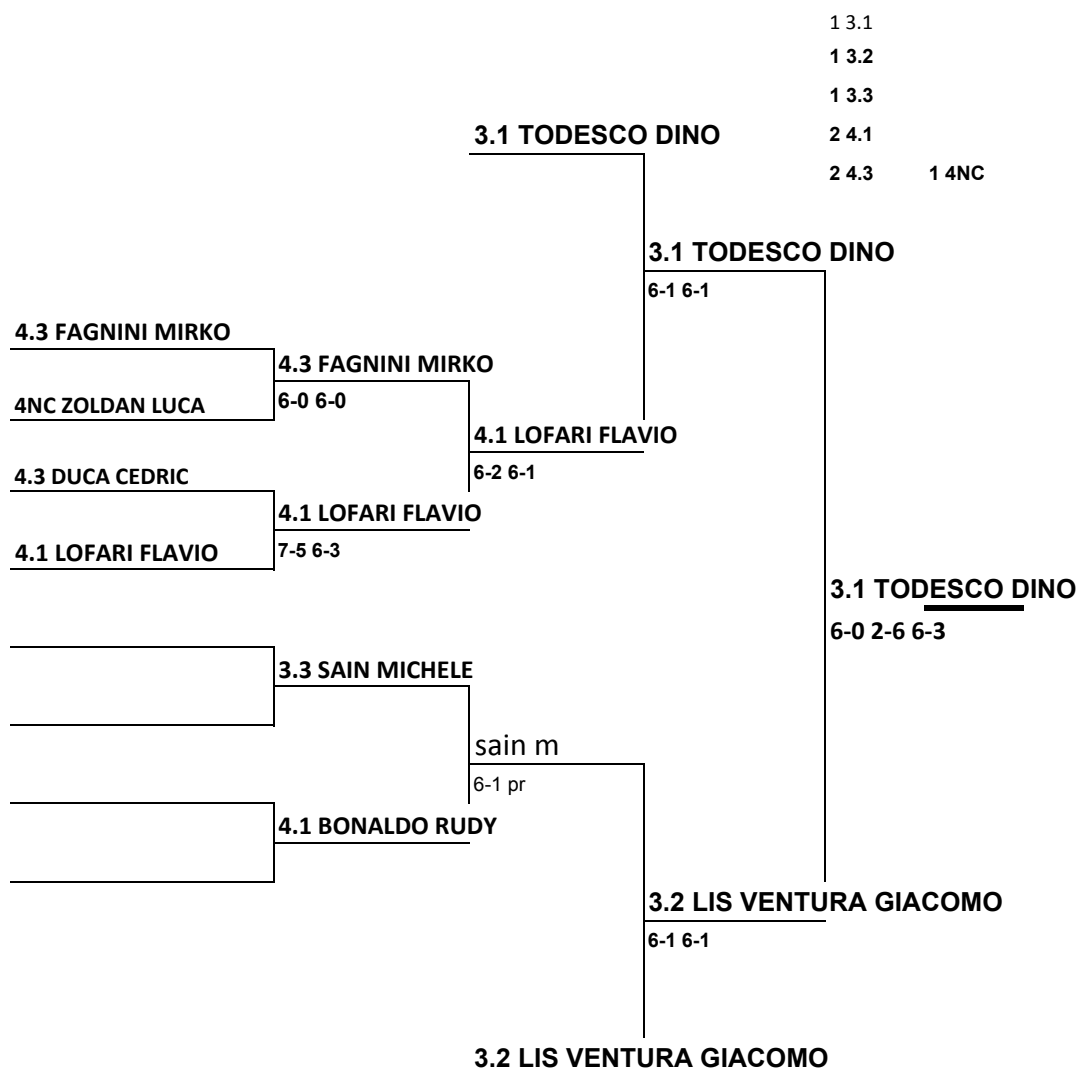 1 3.1
1 3.2
1 3.3
3.1 TODESCO DINO
2 4.1
2 4.3 1 4NC
3.1 TODESCO DINO
6-1 6-1
4.3 FAGNINI MIRKO
4.3 FAGNINI MIRKO
4NC ZOLDAN LUCA
6-0 6-0
4.1 LOFARI FLAVIO
4.3 DUCA CEDRIC
6-2 6-1
4.1 LOFARI FLAVIO
4.1 LOFARI FLAVIO
7-5 6-3
3.1 TODESCO DINO
6-0 2-6 6-3
3.3 SAIN MICHELE
sain m
6-1 pr
4.1 BONALDO RUDY
3.2 LIS VENTURA GIACOMO
6-1 6-1
3.2 LIS VENTURA GIACOMO